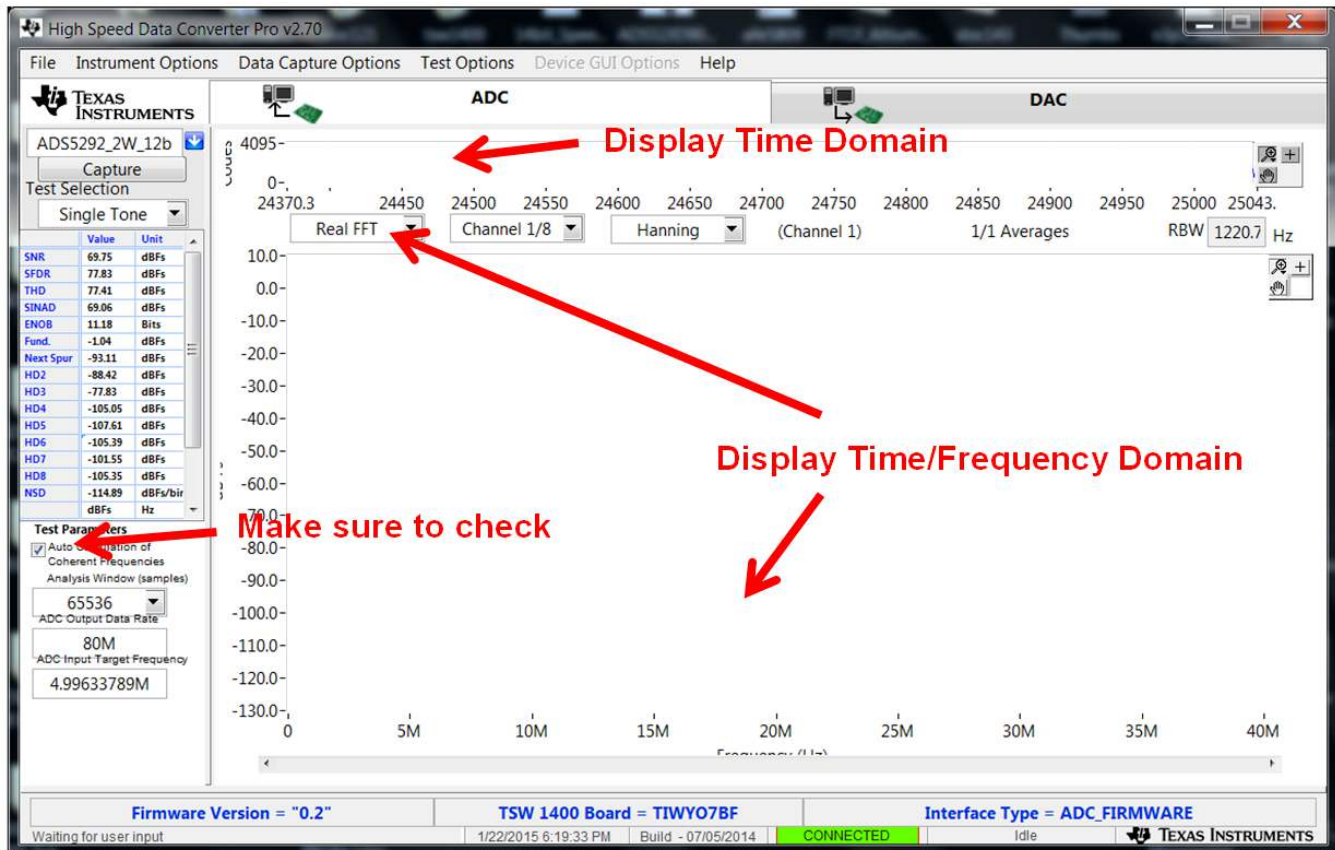 High Speed Data Converter Pro v2.70
File Instrument Options Data Capture Options Test Options Device GUI Options Help
TEXAS INSTRUMENTS
ADC
DAC
ADS5292_2W_12b
Capture
Test Selection
Single Tone
Value Unit
SNR 69.75 dBFs
SFDR 77.83 dBFs
THD 77.41 dBFs
SINAD 69.06 dBFs
ENOB 11.18 Bits
Fund. -1.04 dBFs
Next Spur -93.11 dBFs
HD2 -88.42 dBFs
HD3 -77.83 dBFs
HD4 -105.05 dBFs
HD5 -107.61 dBFs
HD6 -105.39 dBFs
HD7 -101.55 dBFs
HD8 -105.35 dBFs
NSD -114.89 dBFs/bin
dBFs Hz
Test Parameters
Auto Calculation of
Coherent Frequencies
Analysis Window (samples)
65536
ADC Output Data Rate
80M
ADC Input Target Frequency
4.99633789M
Display Time Domain
4095
0
24370.3 24450 24500 24550 24600 24650 24700 24750 24800 24850 24900 24950 25000 25043.
Real FFT Channel 1/8 Hanning (Channel 1) 1/1 Averages RBW 1220.7 Hz
10.0
0.0
-10.0
-20.0
-30.0
-40.0
-50.0
-60.0
-70.0
-80.0
-90.0
-100.0
-110.0
-120.0
-130.0
Display Time/Frequency Domain
Make sure to check
0 5M 10M 15M 20M 25M 30M 35M 40M
Frequency (Hz)
Firmware Version = "0.2" TSW 1400 Board = TIWYO7BF Interface Type = ADC_FIRMWARE
Waiting for user input 1/22/2015 6:19:33 PM Build - 07/05/2014 CONNECTED Idle TEXAS INSTRUMENTS